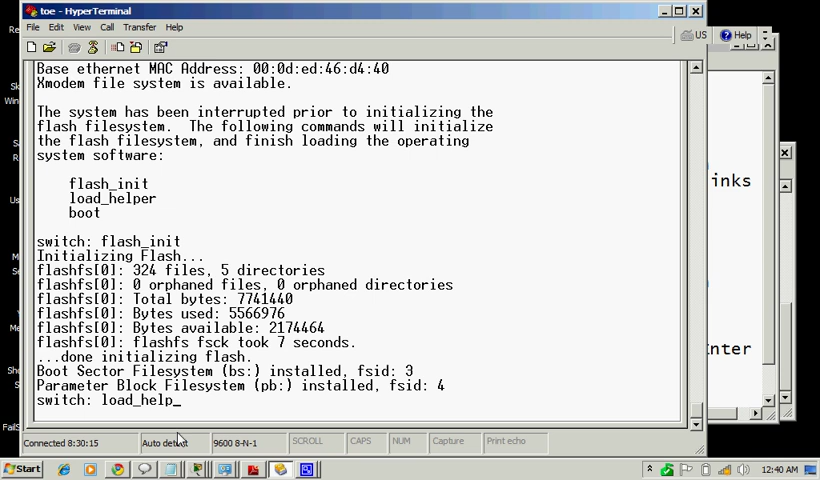 toe - HyperTerminal
File Edit View Call Transfer Help
US Help
Base ethernet MAC Address: 00:0d:ed:46:d4:40
Xmodem file system is available.
The system has been interrupted prior to initializing the
flash filesystem.  The following commands will initialize
the flash filesystem, and finish loading the operating
system software:
flash_init
load_helper
boot
switch: flash_init
Initializing Flash...
flashfs[0]: 324 files, 5 directories
flashfs[0]: 0 orphaned files, 0 orphaned directories
flashfs[0]: Total bytes: 7741440
flashfs[0]: Bytes used: 5566976
flashfs[0]: Bytes available: 2174464
flashfs[0]: flashfs fsck took 7 seconds.
...done initializing flash.
Boot Sector Filesystem (bs:) installed, fsid: 3
Parameter Block Filesystem (pb:) installed, fsid: 4
switch: load_help_
inks
Enter
Connected 8:30:15 Auto detect 9600 8-N-1 SCROLL CAPS NUM Capture Print echo
Start 12:40 AM